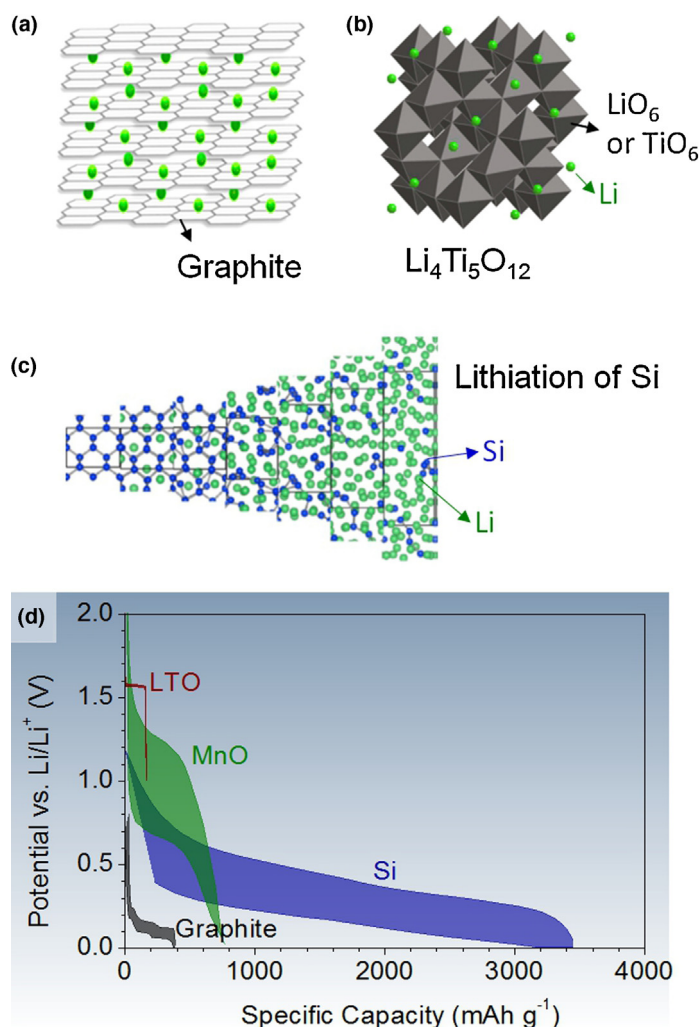 (a)
Graphite
(b)
LiO₆
or TiO₆
Li
Li₄Ti₅O₁₂
(c)
Lithiation of Si
Si
Li
(d)
Potential vs. Li/Li⁺ (V)
2.0
1.5
1.0
0.5
0.0
LTO
MnO
Si
Graphite
0
1000
2000
3000
4000
Specific Capacity (mAh g⁻¹)